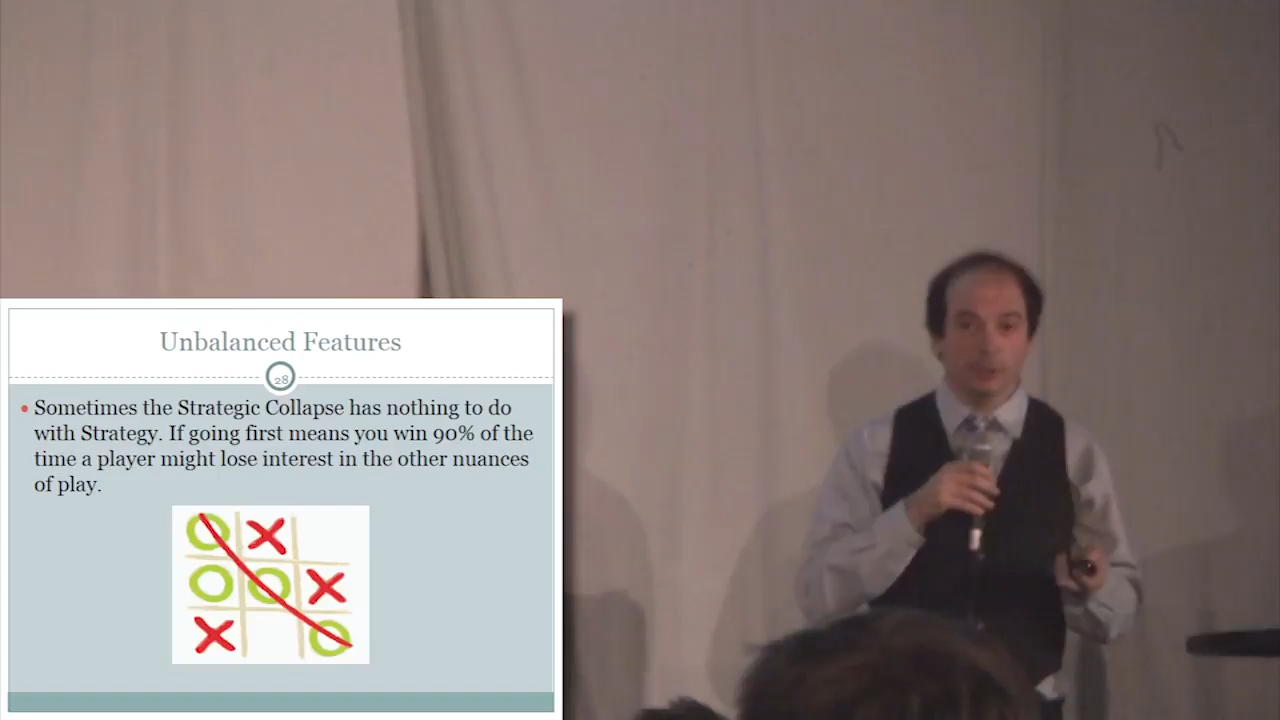 Unbalanced Features
28
• Sometimes the Strategic Collapse has nothing to do
with Strategy. If going first means you win 90% of the
time a player might lose interest in the other nuances
of play.